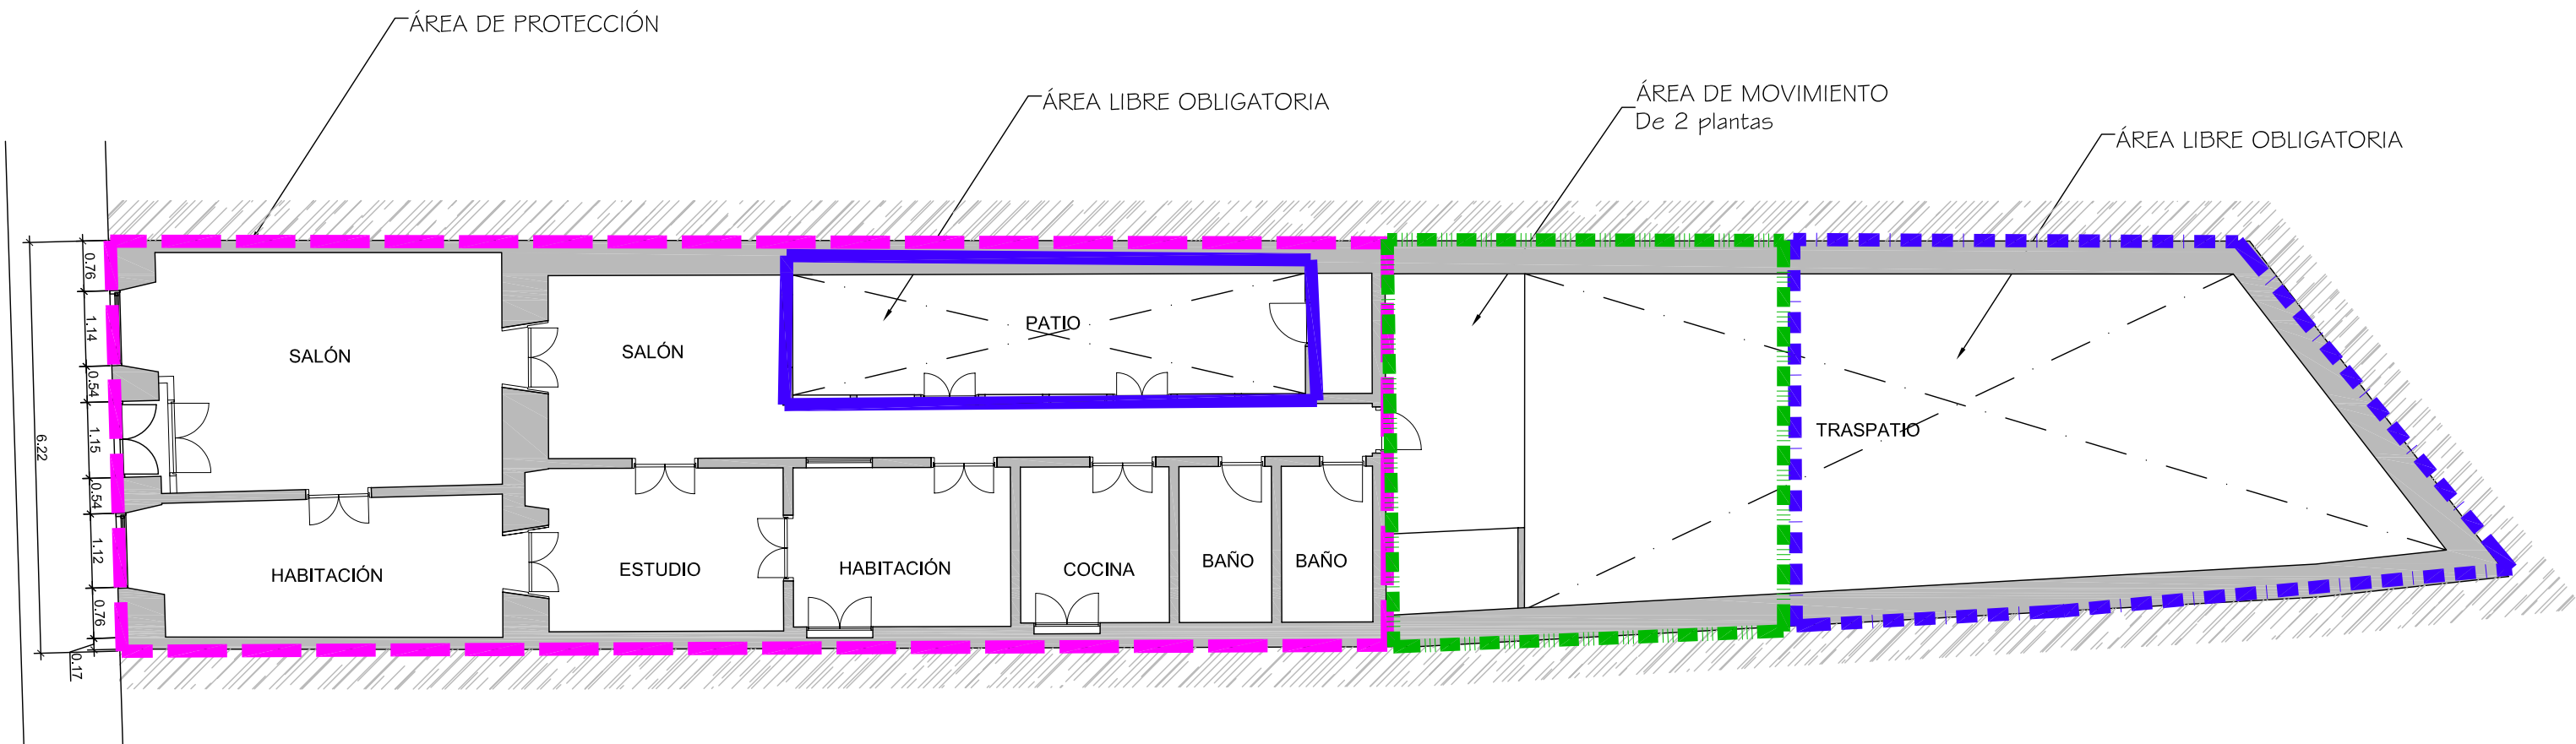 ÁREA DE PROTECCIÓN
ÁREA LIBRE OBLIGATORIA
ÁREA DE MOVIMIENTO
De 2 plantas
ÁREA LIBRE OBLIGATORIA
0.76
1.14
0.54
1.15
0.54
1.12
0.76
0.17
6.22
SALÓN
SALÓN
PATIO
TRASPATIO
HABITACIÓN
ESTUDIO
HABITACIÓN
COCINA
BAÑO
BAÑO